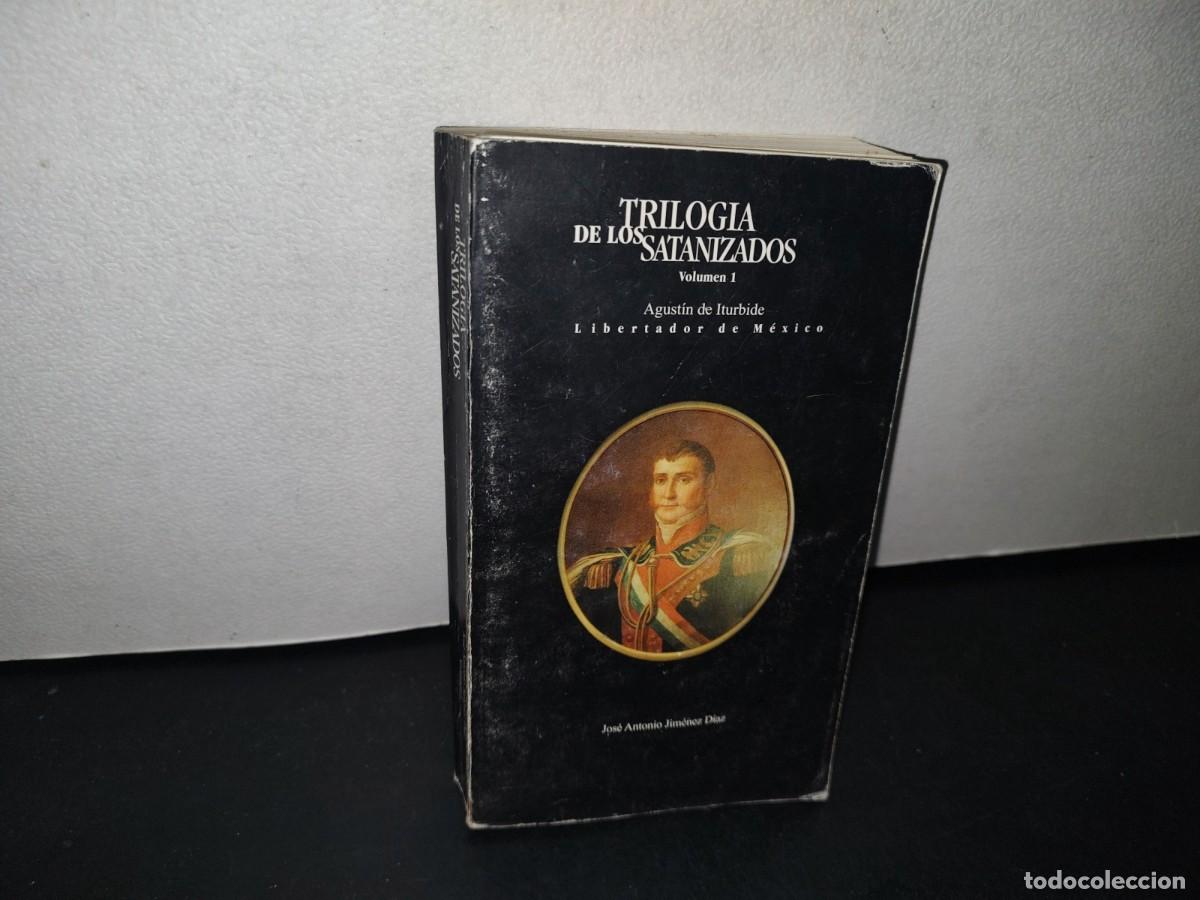 TRILOGIA
DE LOS SATANIZADOS
Volumen 1
Agustín de Iturbide
Libertador de México
José Antonio Jiménez Díaz
TRILOGIA
DE LOS SATANIZADOS
todocoleccion